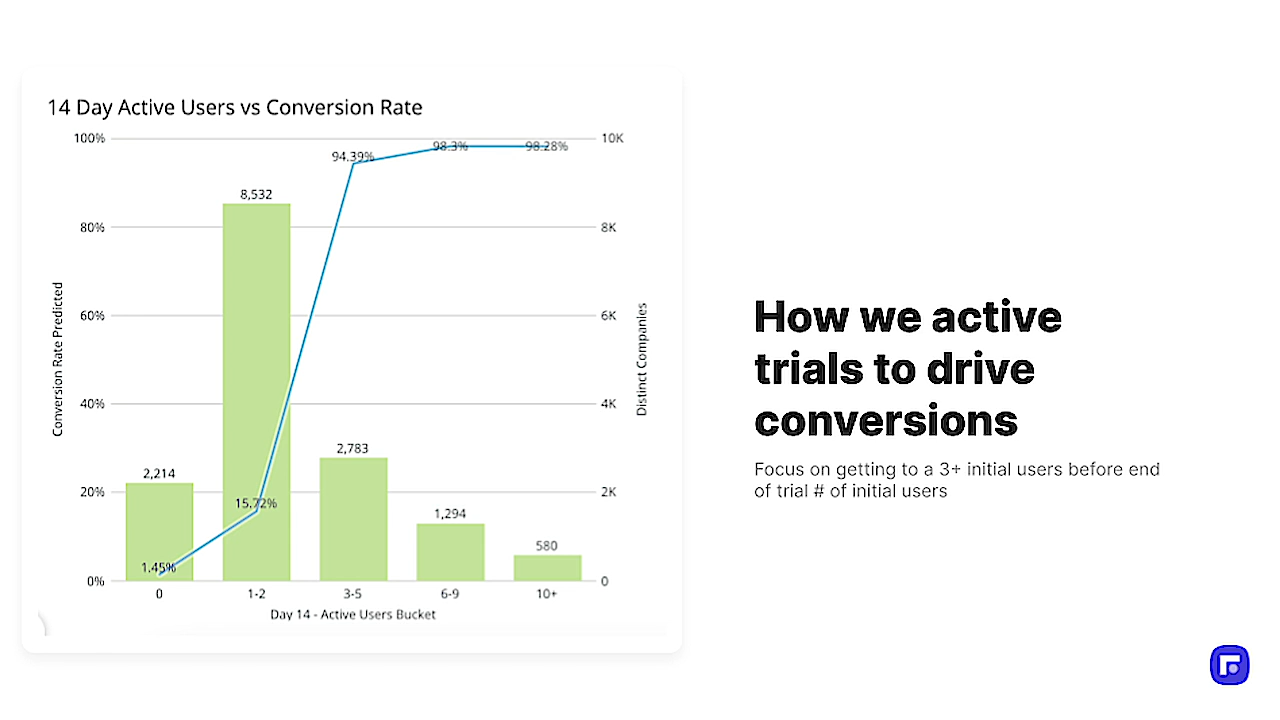 14 Day Active Users vs Conversion Rate
100%
80%
60%
40%
20%
0%
Conversion Rate Predicted
10K
8K
6K
4K
2K
0
Distinct Companies
2,214
8,532
2,783
1,294
580
1.45%
15.72%
94.39%
98.3%
98.28%
0
1-2
3-5
6-9
10+
Day 14 - Active Users Bucket
How we active
trials to drive
conversions
Focus on getting to a 3+ initial users before end
of trial # of initial users